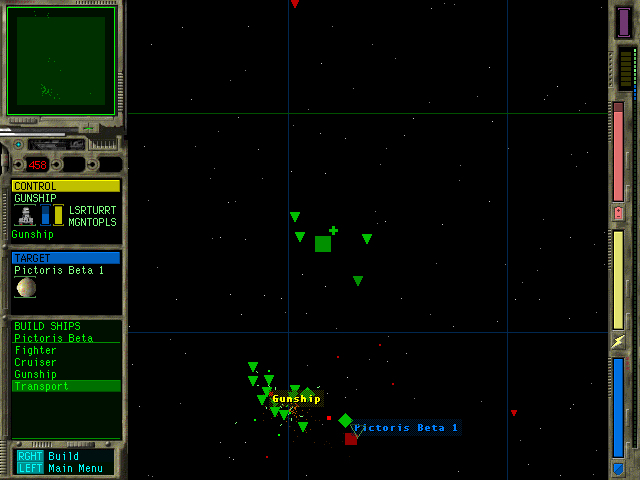 458
CONTROL
GUNSHIP
LSRTURRT
MGNTOPLS
Gunship
TARGET
Pictoris Beta 1
BUILD SHIPS
Pictoris Beta
Fighter
Cruiser
Gunship
Transport
RGHT Build
LEFT Main Menu
Gunship
Pictoris Beta 1